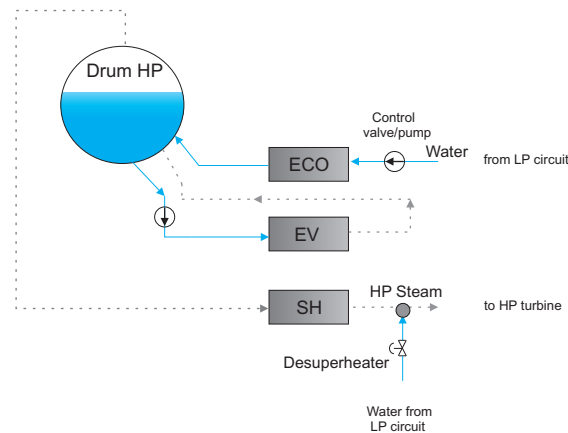 Drum HP
Control
valve/pump
Water
from LP circuit
ECO
EV
HP Steam
SH
to HP turbine
Desuperheater
Water from
LP circuit